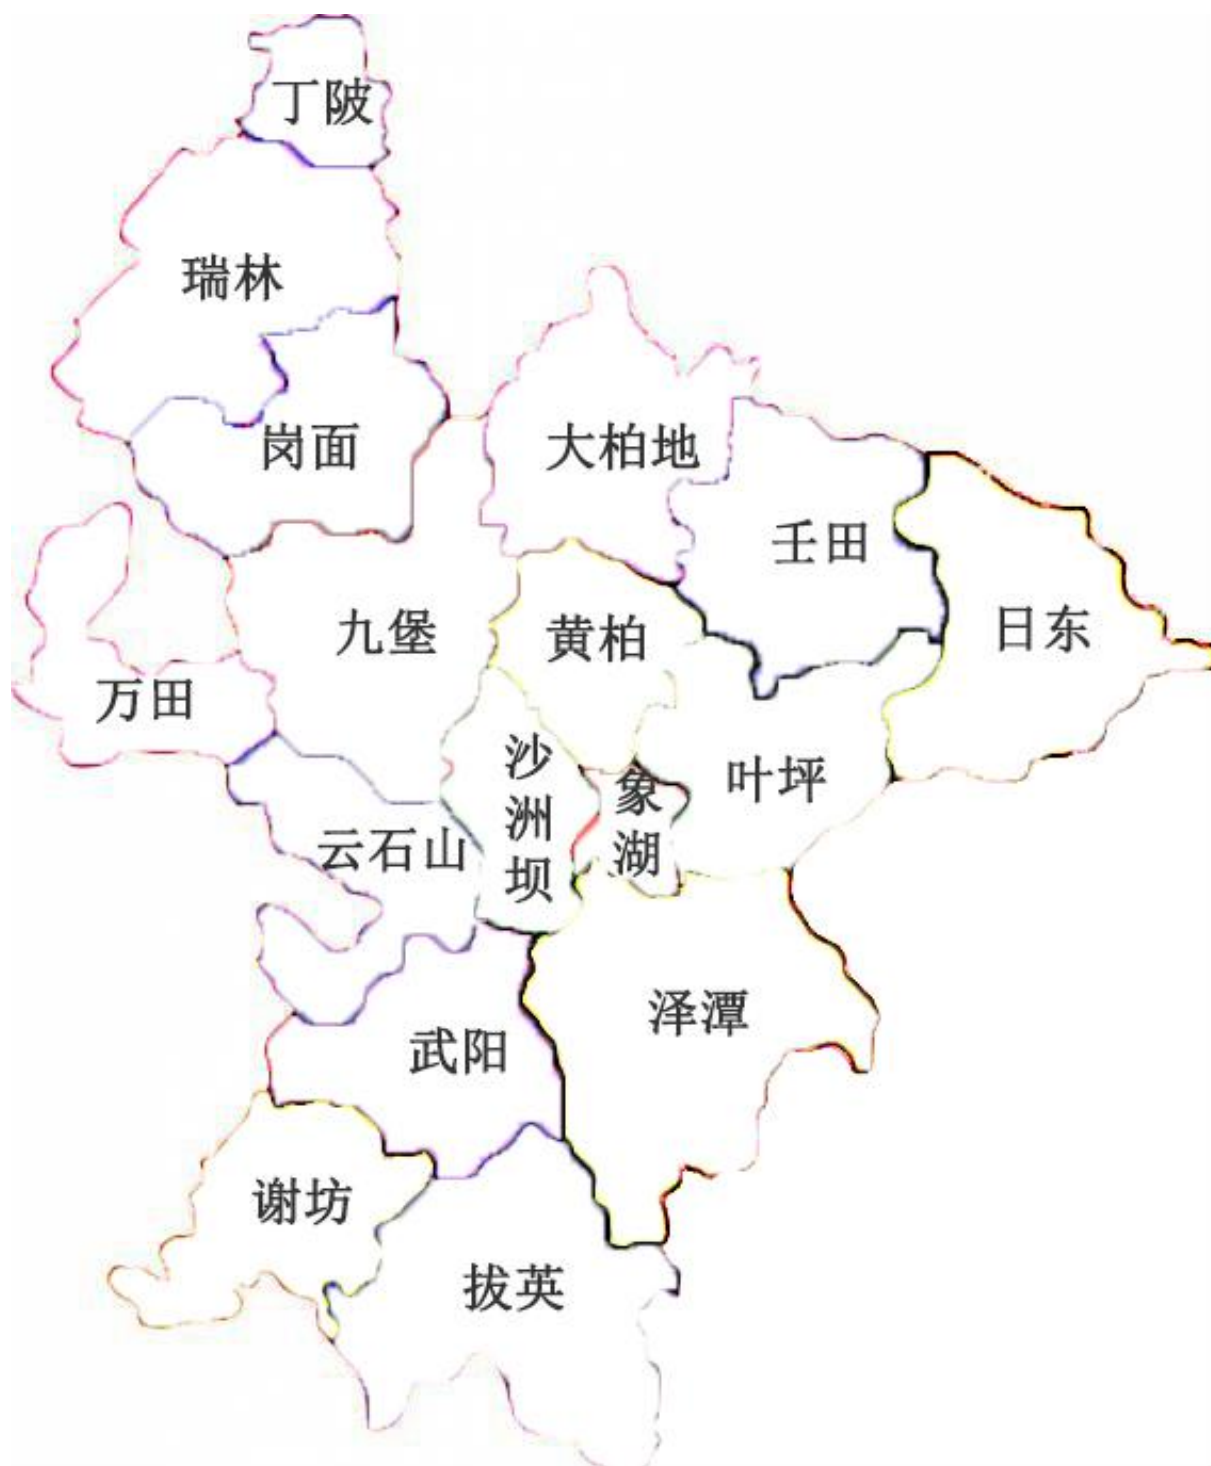 丁陂
瑞林
岗面
大柏地
壬田
九堡
黄柏
日东
万田
沙洲坝
象湖
叶坪
云石山
泽潭
武阳
谢坊
拔英